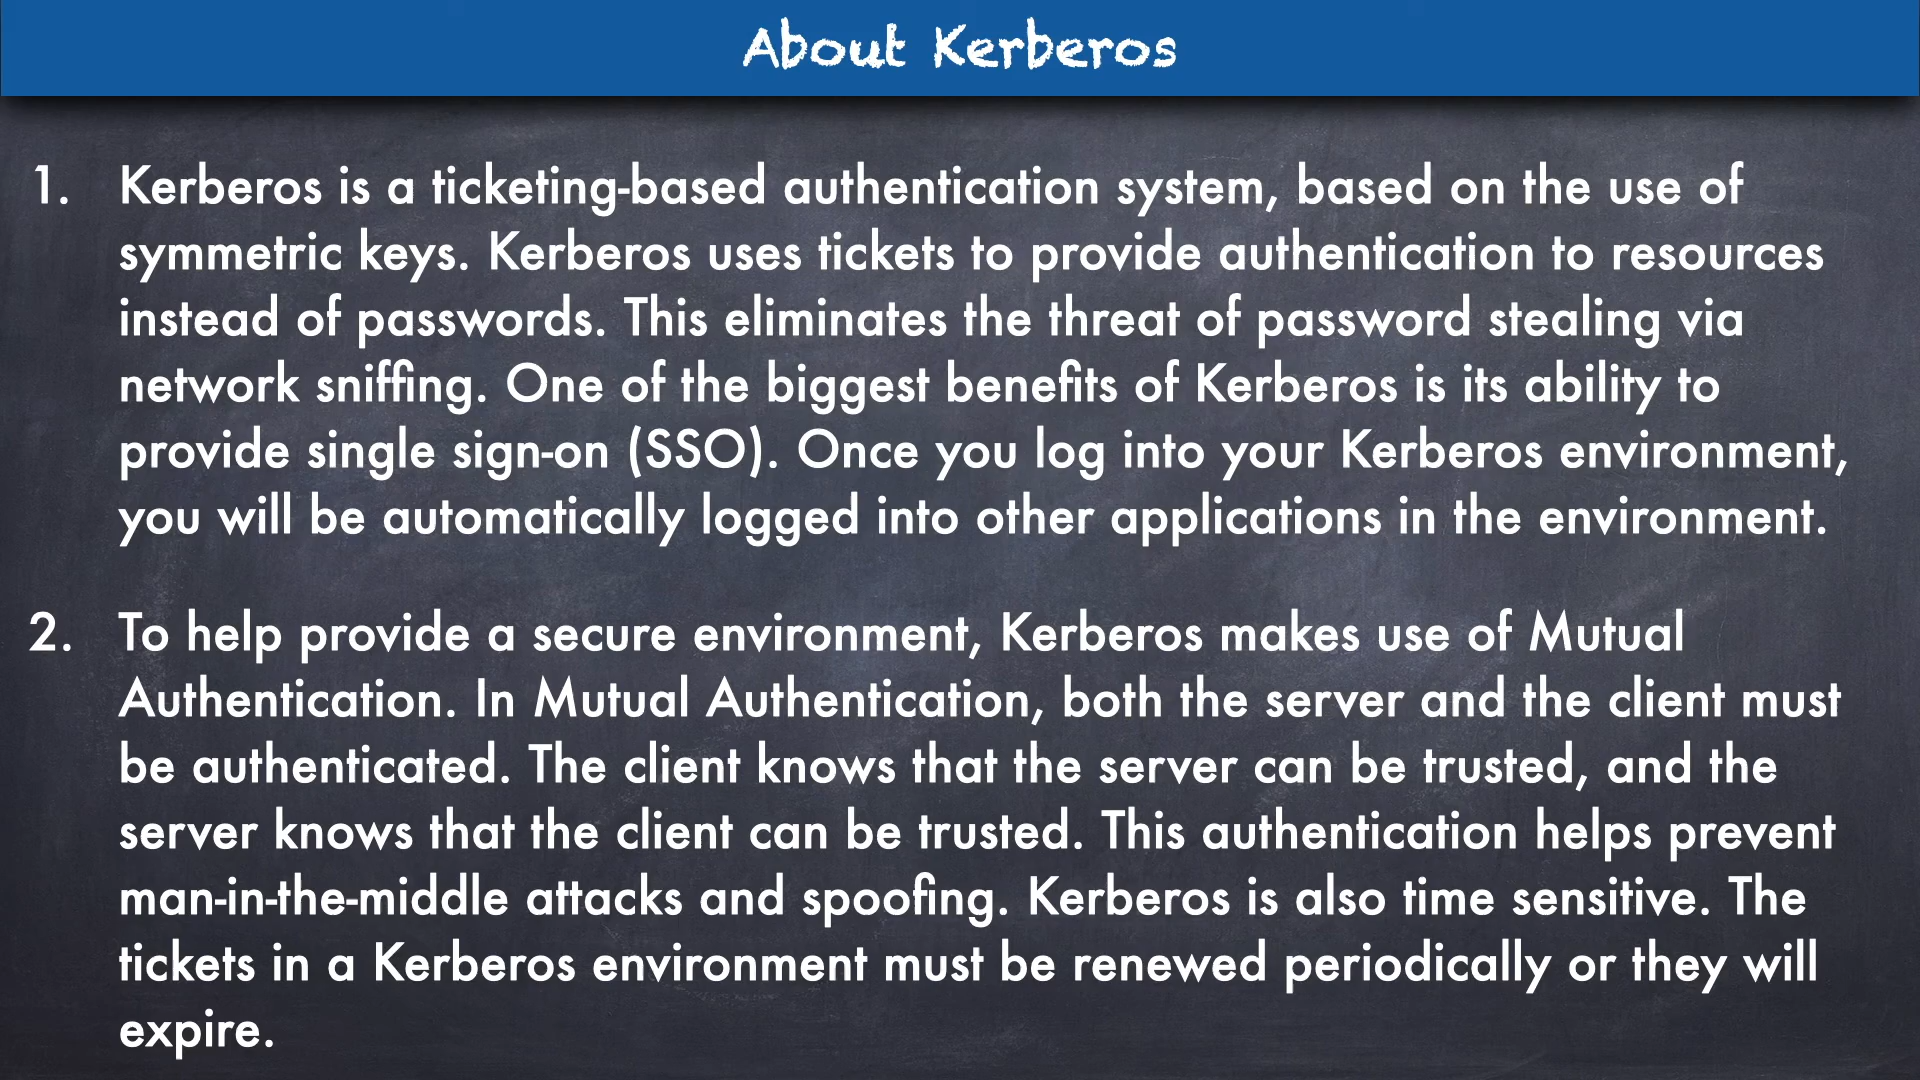 About Kerberos
1. Kerberos is a ticketing-based authentication system, based on the use of
symmetric keys. Kerberos uses tickets to provide authentication to resources
instead of passwords. This eliminates the threat of password stealing via
network sniffing. One of the biggest benefits of Kerberos is its ability to
provide single sign-on (SSO). Once you log into your Kerberos environment,
you will be automatically logged into other applications in the environment.
2. To help provide a secure environment, Kerberos makes use of Mutual
Authentication. In Mutual Authentication, both the server and the client must
be authenticated. The client knows that the server can be trusted, and the
server knows that the client can be trusted. This authentication helps prevent
man-in-the-middle attacks and spoofing. Kerberos is also time sensitive. The
tickets in a Kerberos environment must be renewed periodically or they will
expire.